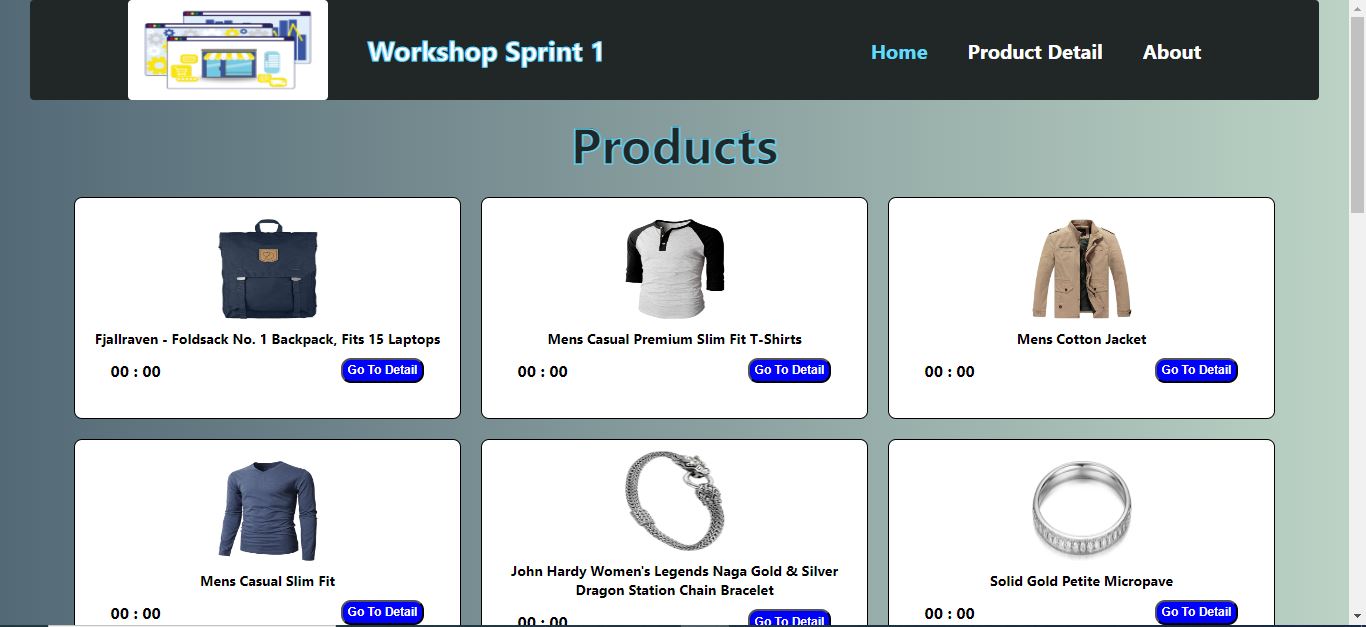 Workshop Sprint 1
Home
Product Detail
About
Products
Fjallraven - Foldsack No. 1 Backpack, Fits 15 Laptops
00 : 00
Go To Detail
Mens Casual Premium Slim Fit T-Shirts
00 : 00
Go To Detail
Mens Cotton Jacket
00 : 00
Go To Detail
Mens Casual Slim Fit
00 : 00
Go To Detail
John Hardy Women's Legends Naga Gold & Silver
Dragon Station Chain Bracelet
00 : 00
Go To Detail
Solid Gold Petite Micropave
00 : 00
Go To Detail